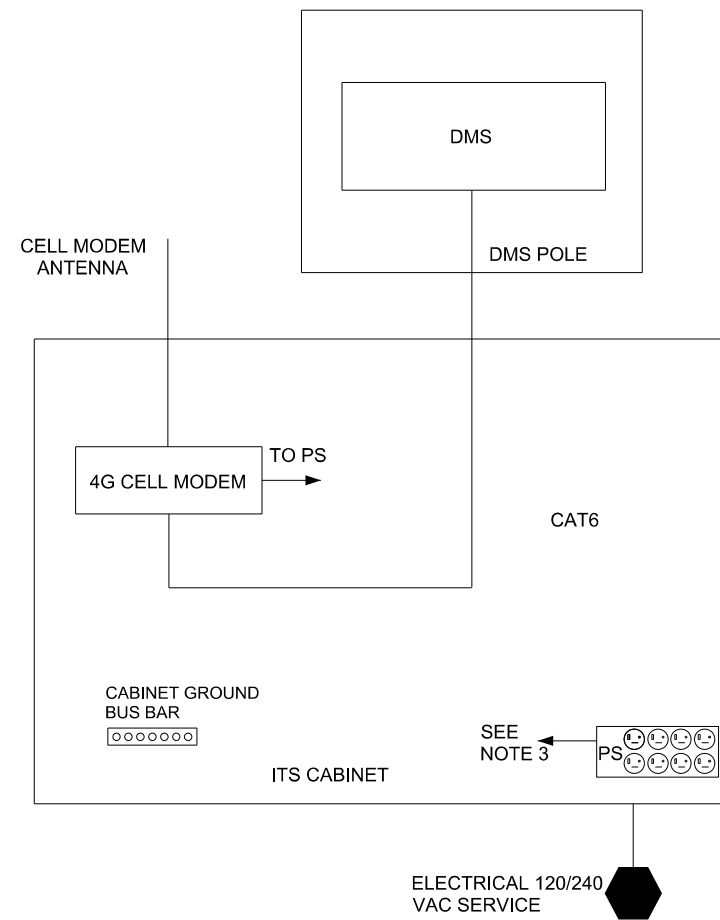 DMS
DMS POLE
CELL MODEM
ANTENNA
4G CELL MODEM
TO PS
CAT6
CABINET GROUND
BUS BAR
SEE
NOTE 3
PS
ITS CABINET
ELECTRICAL 120/240
VAC SERVICE